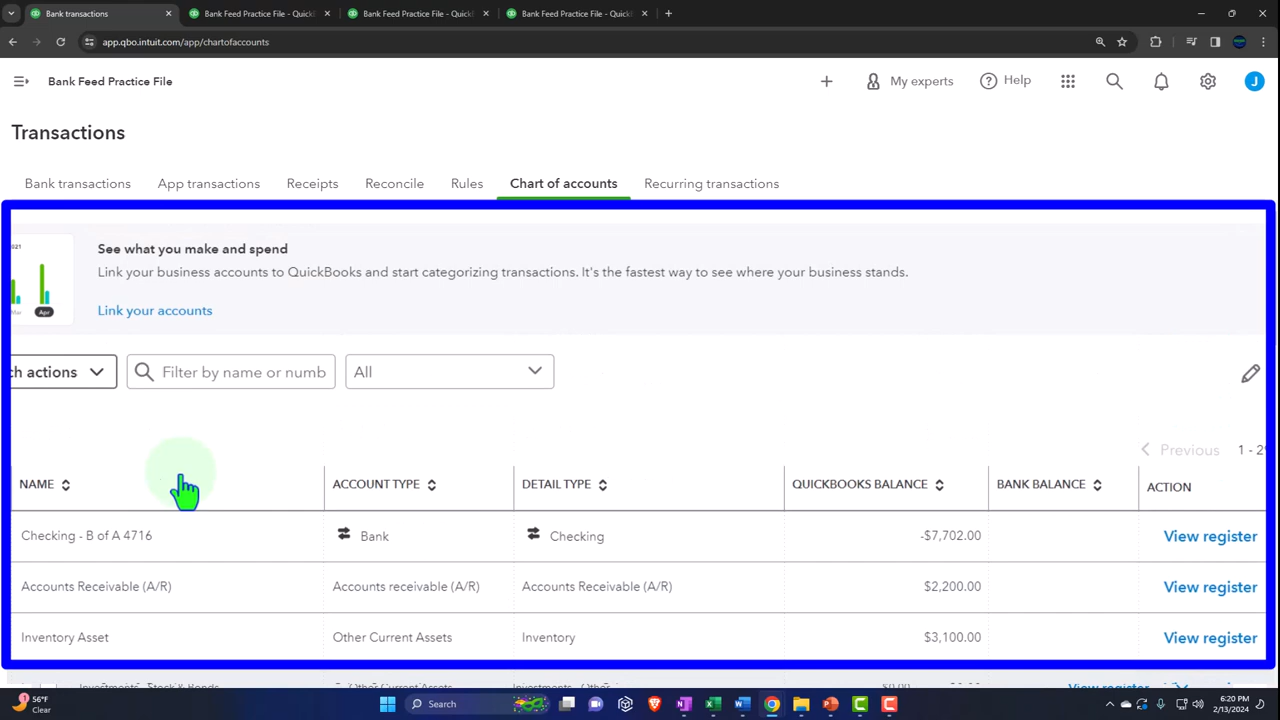 Bank transactions
Bank Feed Practice File - QuickB
Bank Feed Practice File - QuickB
Bank Feed Practice File - QuickB
app.qbo.intuit.com/app/chartofaccounts
Bank Feed Practice File
My experts
Help
J
Transactions
Bank transactions App transactions Receipts Reconcile Rules Chart of accounts Recurring transactions
See what you make and spend
Link your business accounts to QuickBooks and start categorizing transactions. It's the fastest way to see where your business stands.
Apr
Link your accounts
ch actions
Filter by name or numb
All
Previous 1 - 29
NAME ACCOUNT TYPE DETAIL TYPE QUICKBOOKS BALANCE BANK BALANCE ACTION
Checking - B of A 4716 Bank Checking -$7,702.00 View register
Accounts Receivable (A/R) Accounts receivable (A/R) Accounts Receivable (A/R) $2,200.00 View register
Inventory Asset Other Current Assets Inventory $3,100.00 View register
56°F
Clear
Search
6:20 PM
2/13/2024